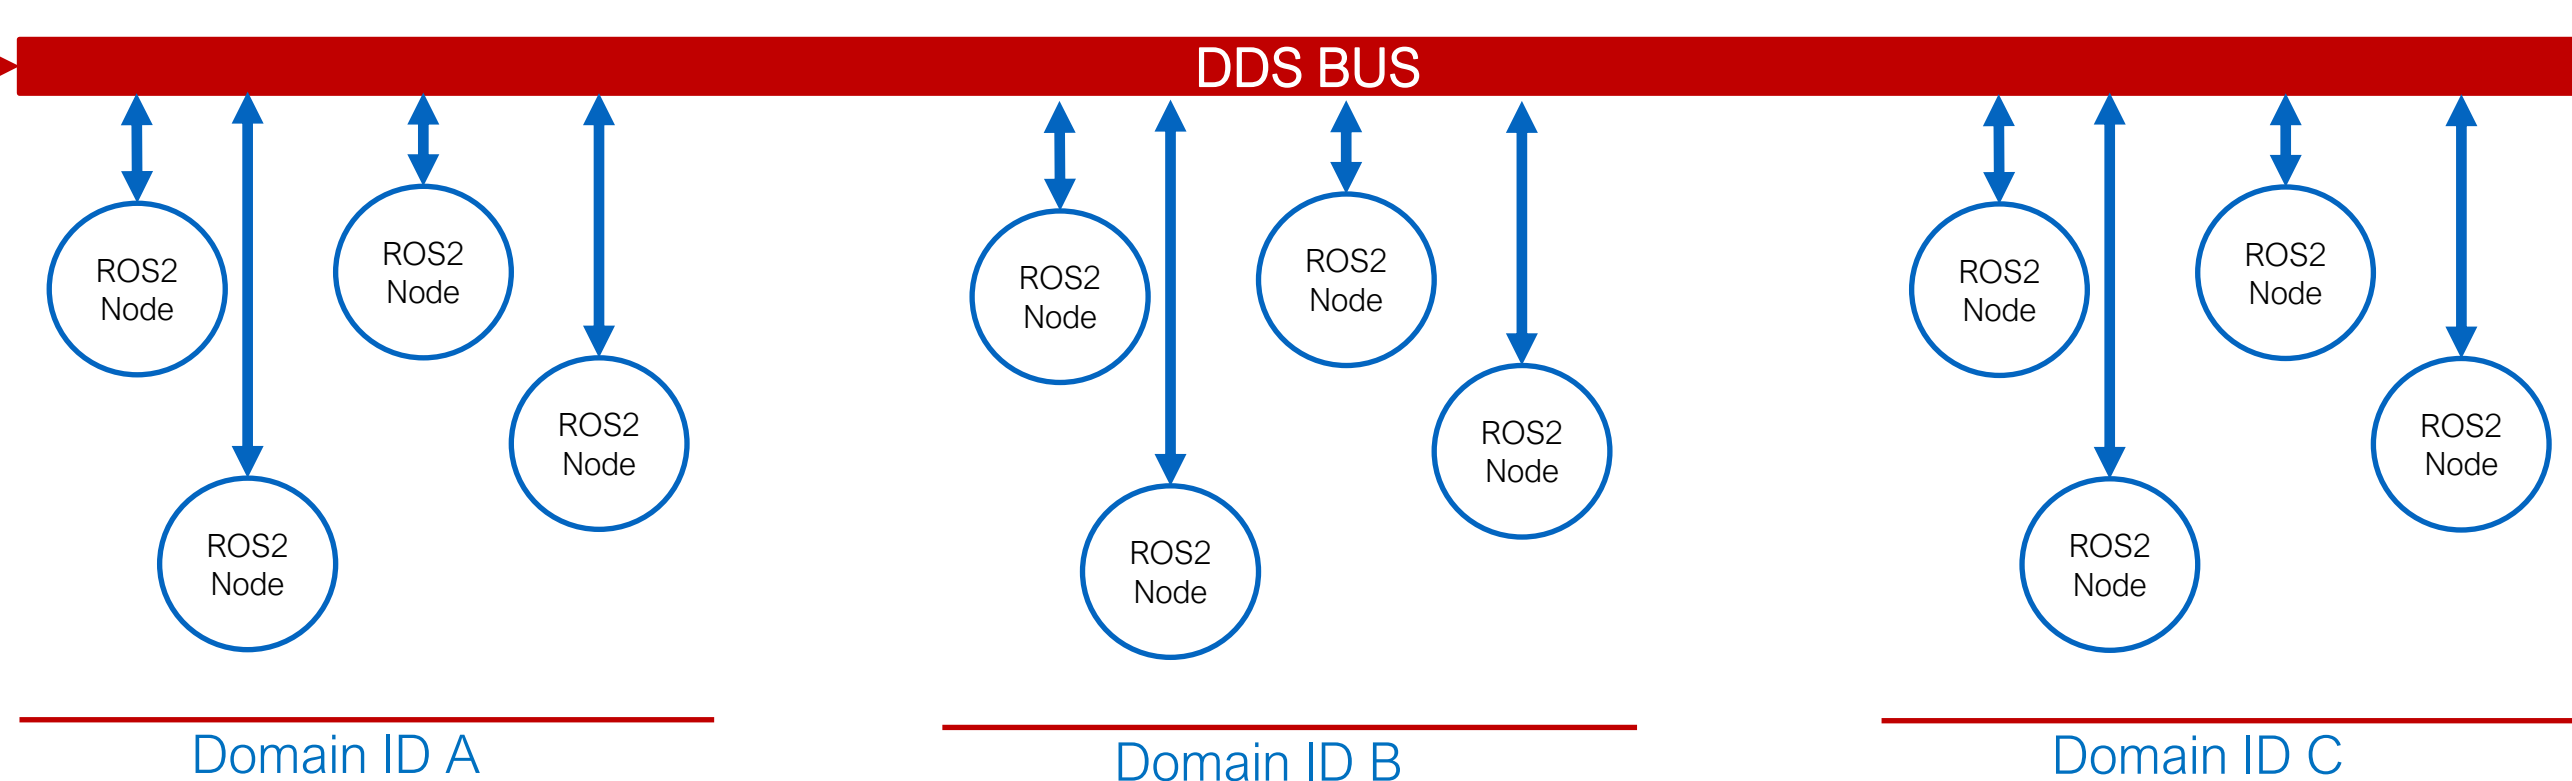 DDS BUS
ROS2
Node
ROS2
Node
ROS2
Node
ROS2
Node
Domain ID A
ROS2
Node
ROS2
Node
ROS2
Node
ROS2
Node
Domain ID B
ROS2
Node
ROS2
Node
ROS2
Node
ROS2
Node
Domain ID C